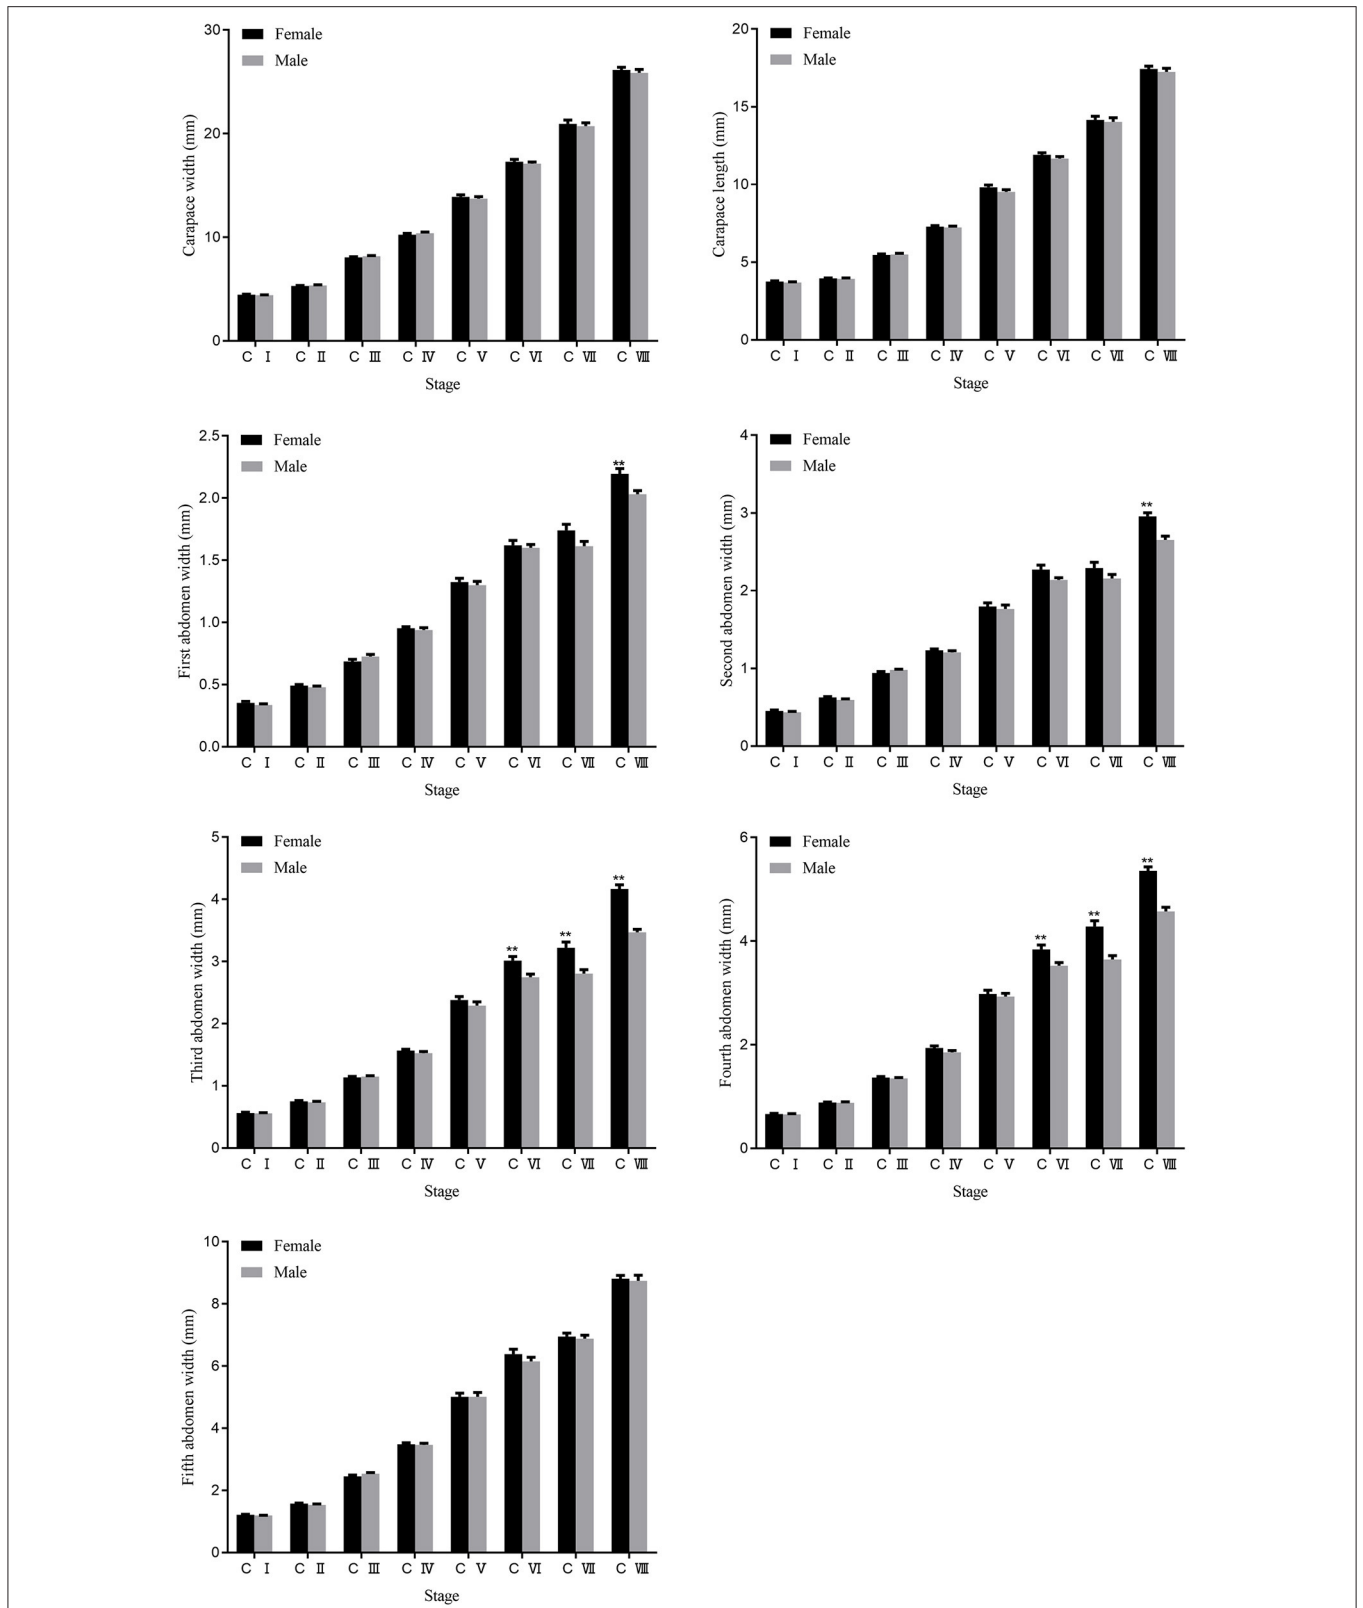 Female
Male
Carapace width (mm)
30
20
10
0
C I C II C III C IV C V C VI C VII C VIII
Stage
Female
Male
Carapace length (mm)
20
15
10
5
0
C I C II C III C IV C V C VI C VII C VIII
Stage
Female
Male
First abdomen width (mm)
2.5
2.0
1.5
1.0
0.5
0.0
**
C I C II C III C IV C V C VI C VII C VIII
Stage
Female
Male
Second abdomen width (mm)
4
3
2
1
0
**
C I C II C III C IV C V C VI C VII C VIII
Stage
Female
Male
Third abdomen width (mm)
5
4
3
2
1
0
** ** **
C I C II C III C IV C V C VI C VII C VIII
Stage
Female
Male
Fourth abdomen width (mm)
6
4
2
0
** ** **
C I C II C III C IV C V C VI C VII C VIII
Stage
Female
Male
Fifth abdomen width (mm)
10
8
6
4
2
0
C I C II C III C IV C V C VI C VII C VIII
Stage